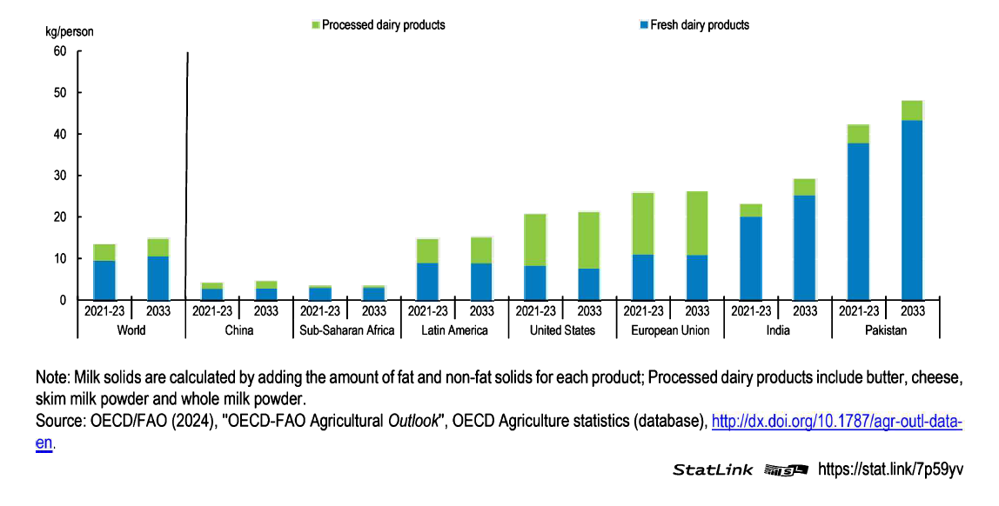 kg/person
Processed dairy products
Fresh dairy products
60
50
40
30
20
10
0
2021-23 2033 2021-23 2033 2021-23 2033 2021-23 2033 2021-23 2033 2021-23 2033 2021-23 2033 2021-23 2033
World China Sub-Saharan Africa Latin America United States European Union India Pakistan
Note: Milk solids are calculated by adding the amount of fat and non-fat solids for each product; Processed dairy products include butter, cheese,
skim milk powder and whole milk powder.
Source: OECD/FAO (2024), "OECD-FAO Agricultural Outlook", OECD Agriculture statistics (database), http://dx.doi.org/10.1787/agr-outl-data-
en.
StatLink https://stat.link/7p59yv